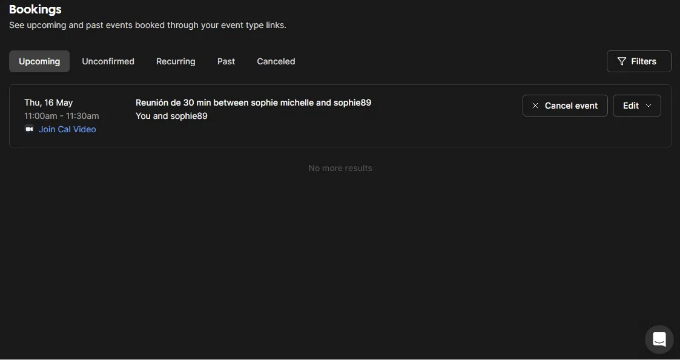 Bookings
See upcoming and past events booked through your event type links.
Upcoming Unconfirmed Recurring Past Canceled Filters
Thu, 16 May Reunión de 30 min between sophie michelle and sophie89 Cancel event Edit
11:00am - 11:30am You and sophie89
Join Cal Video
No more results